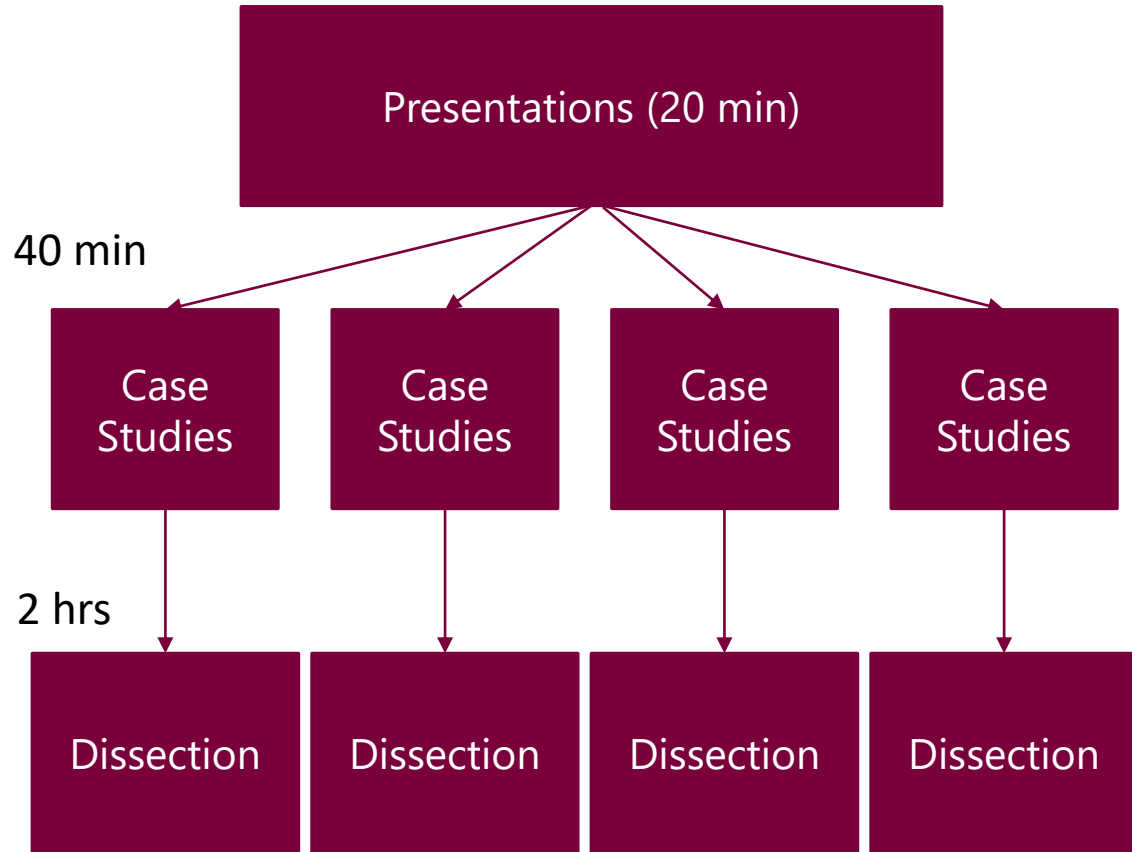 Presentations (20 min)
40 min
Case
Studies
Case
Studies
Case
Studies
Case
Studies
2 hrs
Dissection
Dissection
Dissection
Dissection